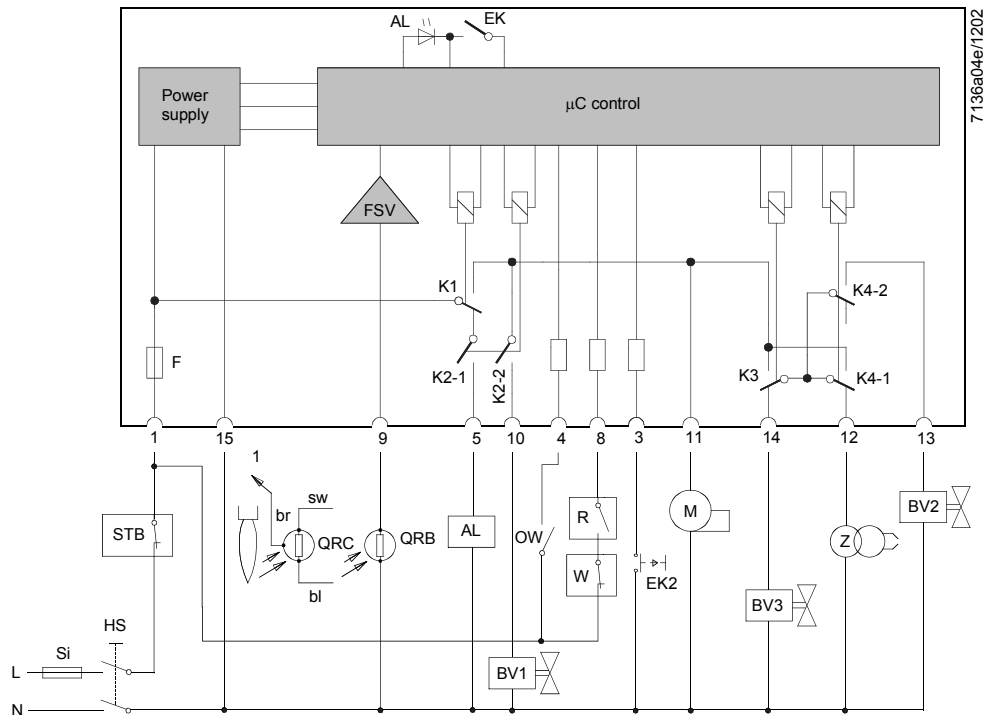 7136a04e/1202
AL EK
Power supply
µC control
FSV
K1
K4-2
F
K2-1
K2-2
K3
K4-1
1 15 9 5 10 4 8 3 11 14 12 13
1
sw
br
STB
QRC
QRB
AL
OW
R
M
BV2
Z
W
EK2
bl
BV3
HS
Si
L
BV1
N